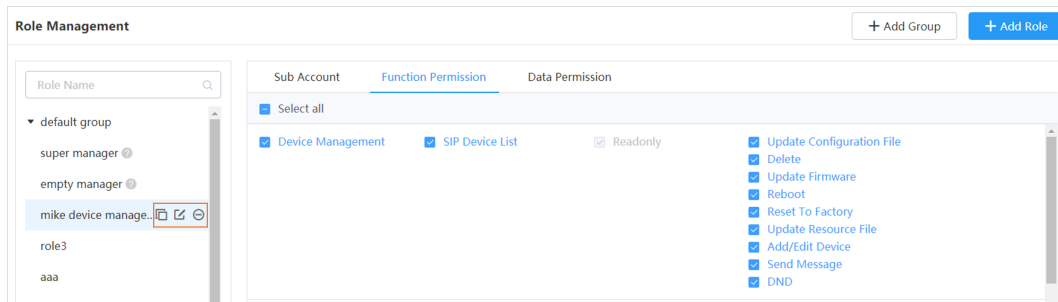 Role Management
+ Add Group
+ Add Role
Role Name
default group
super manager
empty manager
mike device manage..
role3
aaa
Sub Account
Function Permission
Data Permission
Select all
Device Management
SIP Device List
Readonly
Update Configuration File
Delete
Update Firmware
Reboot
Reset To Factory
Update Resource File
Add/Edit Device
Send Message
DND